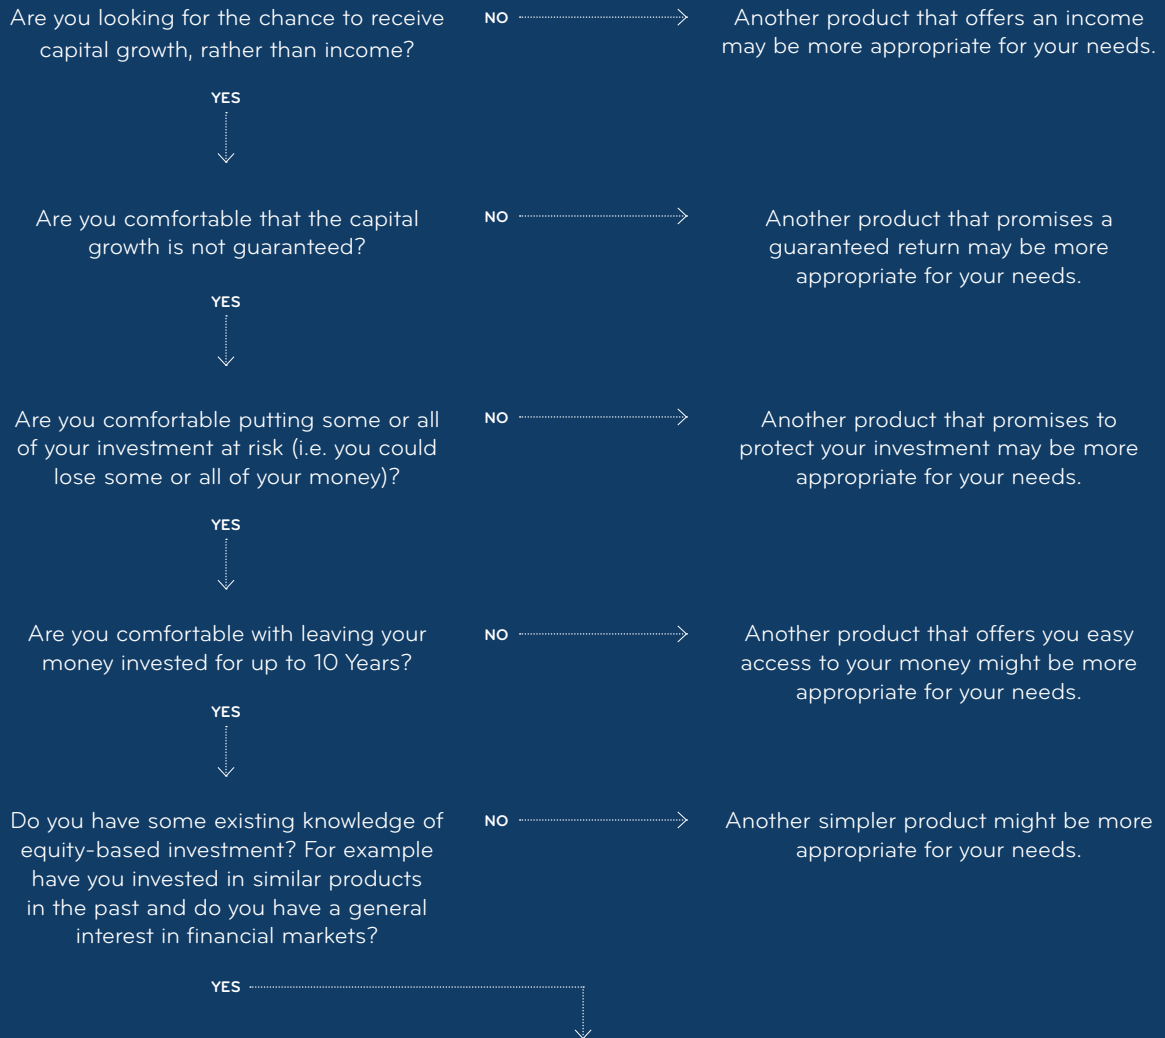 Are you looking for the chance to receive
capital growth, rather than income?
NO
Another product that offers an income
may be more appropriate for your needs.
YES
Are you comfortable that the capital
growth is not guaranteed?
NO
Another product that promises a
guaranteed return may be more
appropriate for your needs.
YES
Are you comfortable putting some or all
of your investment at risk (i.e. you could
lose some or all of your money)?
NO
Another product that promises to
protect your investment may be more
appropriate for your needs.
YES
Are you comfortable with leaving your
money invested for up to 10 Years?
NO
Another product that offers you easy
access to your money might be more
appropriate for your needs.
YES
Do you have some existing knowledge of
equity-based investment? For example
have you invested in similar products
in the past and do you have a general
interest in financial markets?
NO
Another simpler product might be more
appropriate for your needs.
YES